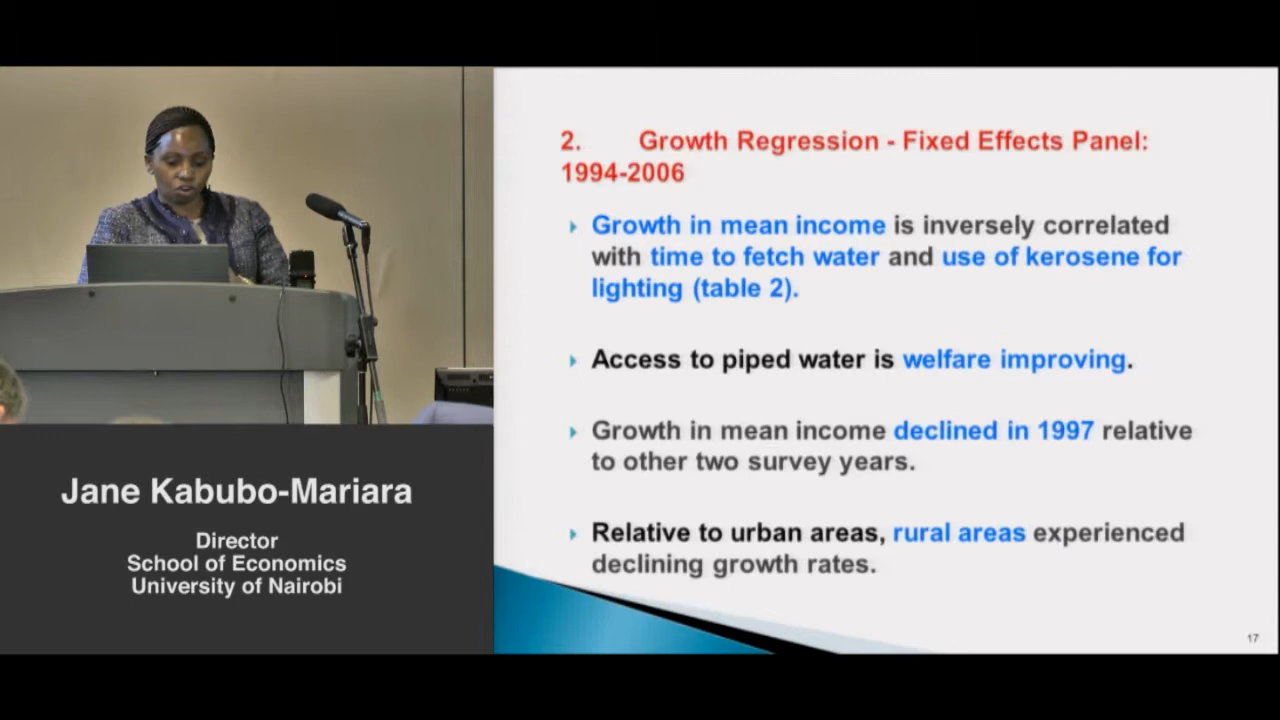 2. Growth Regression - Fixed Effects Panel:
1994-2006
Growth in mean income is inversely correlated
with time to fetch water and use of kerosene for
lighting (table 2).
Access to piped water is welfare improving.
Growth in mean income declined in 1997 relative
to other two survey years.
Relative to urban areas, rural areas experienced
declining growth rates.
17
Jane Kabubo-Mariara
Director
School of Economics
University of Nairobi